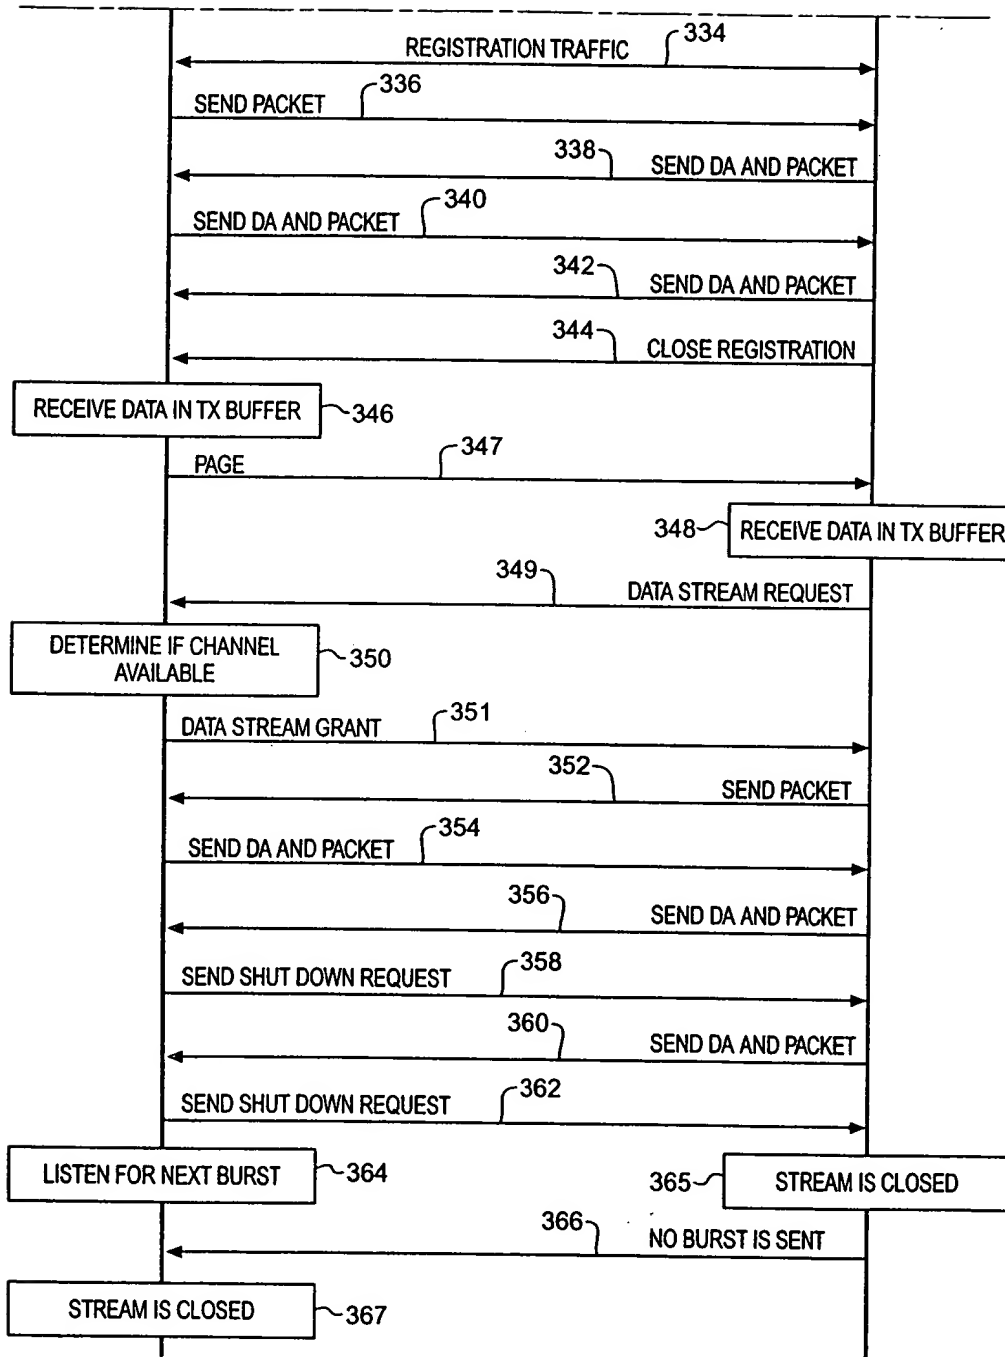 334
REGISTRATION TRAFFIC
336
SEND PACKET
338
SEND DA AND PACKET
340
SEND DA AND PACKET
342
SEND DA AND PACKET
344
CLOSE REGISTRATION
RECEIVE DATA IN TX BUFFER
346
347
PAGE
348
RECEIVE DATA IN TX BUFFER
349
DATA STREAM REQUEST
DETERMINE IF CHANNEL
AVAILABLE
350
351
DATA STREAM GRANT
352
SEND PACKET
354
SEND DA AND PACKET
356
SEND DA AND PACKET
358
SEND SHUT DOWN REQUEST
360
SEND DA AND PACKET
362
SEND SHUT DOWN REQUEST
LISTEN FOR NEXT BURST
364
365
STREAM IS CLOSED
366
NO BURST IS SENT
STREAM IS CLOSED
367